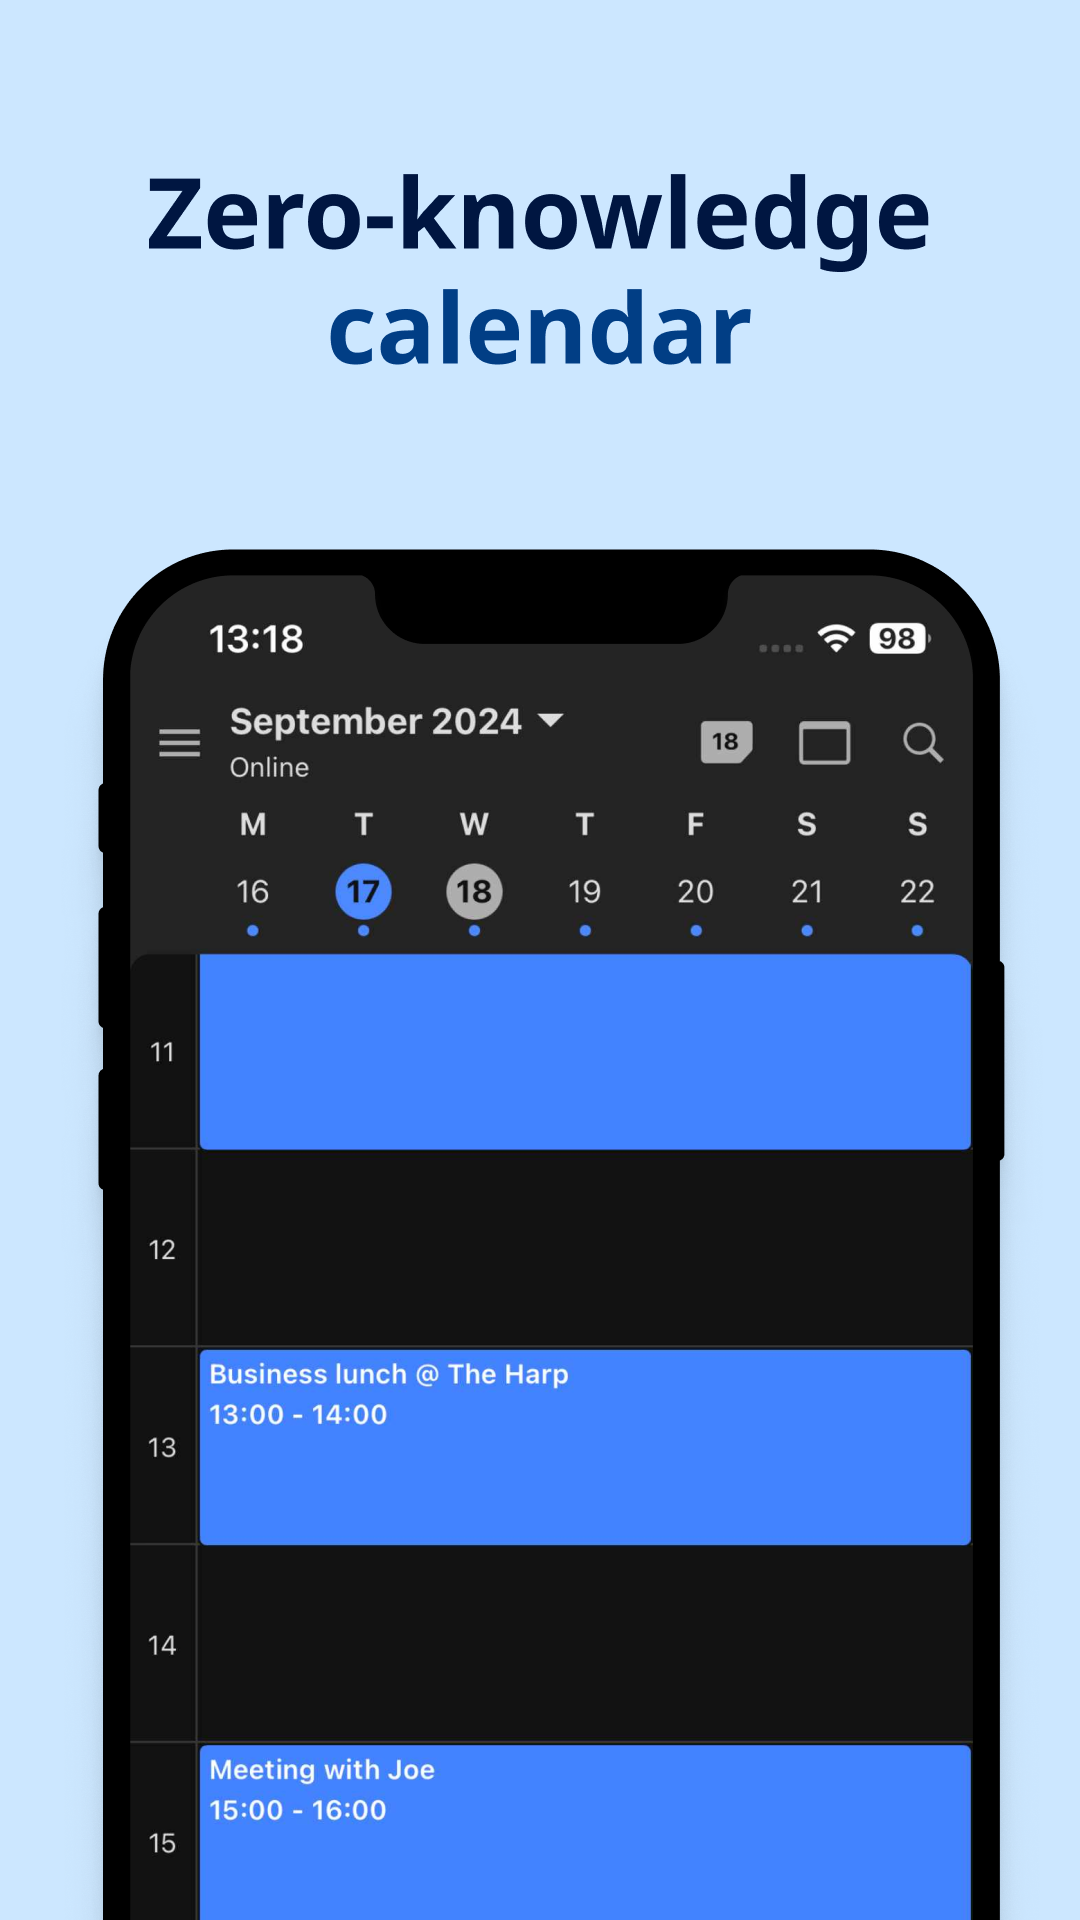 Zero-knowledge
calendar
13:18
98
September 2024
18
Online
M T W T F S S
16 17 18 19 20 21 22
11
12
Business lunch @ The Harp
13:00 - 14:00
13
14
Meeting with Joe
15:00 - 16:00
15